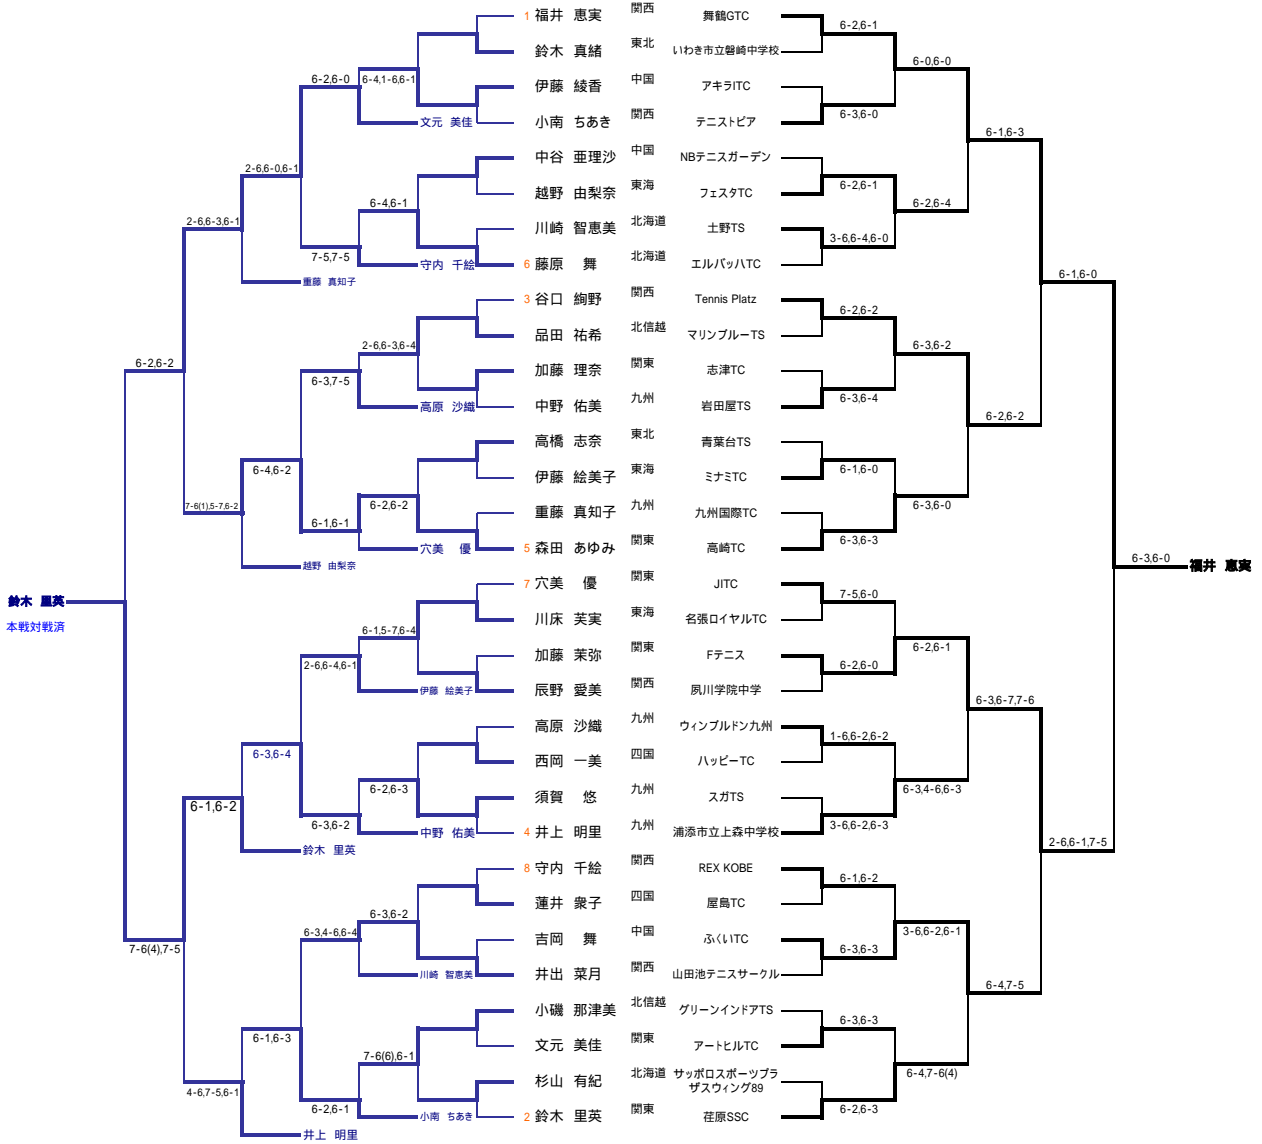 1 福井 恵実 関西 舞鶴GTC
6-2,6-1
鈴木 真緒 東北 いわき市立磐崎中学校
6-0,6-0
6-2,6-0 6-4,1-6,6-1
伊藤 綾香 中国 アキラITC
6-3,6-0
文元 美佳 小南 ちあき 関西 テニストピア
6-1,6-3
中谷 亜理沙 中国 NBテニスガーデン
2-6,6-0,6-1
6-2,6-1
越野 由梨奈 東海 フェスタTC
6-4,6-1
6-2,6-4
2-6,6-3,6-1
川崎 智恵美 北海道 土野TS
3-6,6-4,6-0
7-5,7-5
守内 千絵 6 藤原 舞 北海道 エルバッハTC
重藤 真知子
6-1,6-0
3 谷口 絢野 関西 Tennis Platz
6-2,6-2
品田 祐希 北信越 マリンブルーTS
2-6,6-3,6-4
6-3,6-2
6-2,6-2
加藤 理奈 関東 志津TC
6-3,7-5
6-3,6-4
高原 沙織 中野 佑美 九州 岩田屋TS
6-2,6-2
高橋 志奈 東北 青葉台TS
6-4,6-2
6-1,6-0
伊藤 絵美子 東海 ミナミTC
7-6(1),5-7,6-2
6-2,6-2
6-3,6-0
重藤 真知子 九州 九州国際TC
6-1,6-1
6-3,6-3
穴美 優 5 森田 あゆみ 関東 高崎TC
6-3,6-0
越野 由梨奈
福井 恵実
7 穴美 優 関東 JITC
鈴木 里英
7-5,6-0
本戦対戦済
川床 芙実 東海 名張ロイヤルTC
6-1,5-7,6-4
6-2,6-1
加藤 茉弥 関東 Fテニス
2-6,6-4,6-1
6-2,6-0
伊藤 絵美子 辰野 愛美 関西 夙川学院中学
6-3,6-7,7-6
高原 沙織 九州 ウィンブルドン九州
1-6,6-2,6-2
6-3,6-4
西岡 一美 四国 ハッピーTC
6-2,6-3
6-3,4-6,6-3
須賀 悠 九州 スガTS
6-1,6-2
6-3,6-2
3-6,6-2,6-3
中野 佑美 4 井上 明里 九州 浦添市立上森中学校
2-6,6-1,7-5
鈴木 里英
8 守内 千絵 関西 REX KOBE
6-1,6-2
蓮井 衆子 四国 屋島TC
6-3,6-2
3-6,6-2,6-1
6-3,4-6,6-4
吉岡 舞 中国 ふくいTC
7-6(4),7-5
6-3,6-3
川崎 智恵美 井出 菜月 関西 山田池テニスサークル
6-4,7-5
小磯 那津美 北信越 グリーンインドアTS
6-3,6-3
6-1,6-3
文元 美佳 関東 アートヒルTC
7-6(6),6-1
6-4,7-6(4)
杉山 有紀 北海道 サッポロスポーツプラ
ザスウィング89
4-6,7-5,6-1
6-2,6-1
6-2,6-3
小南 ちあき 2 鈴木 里英 関東 荏原SSC
井上 明里